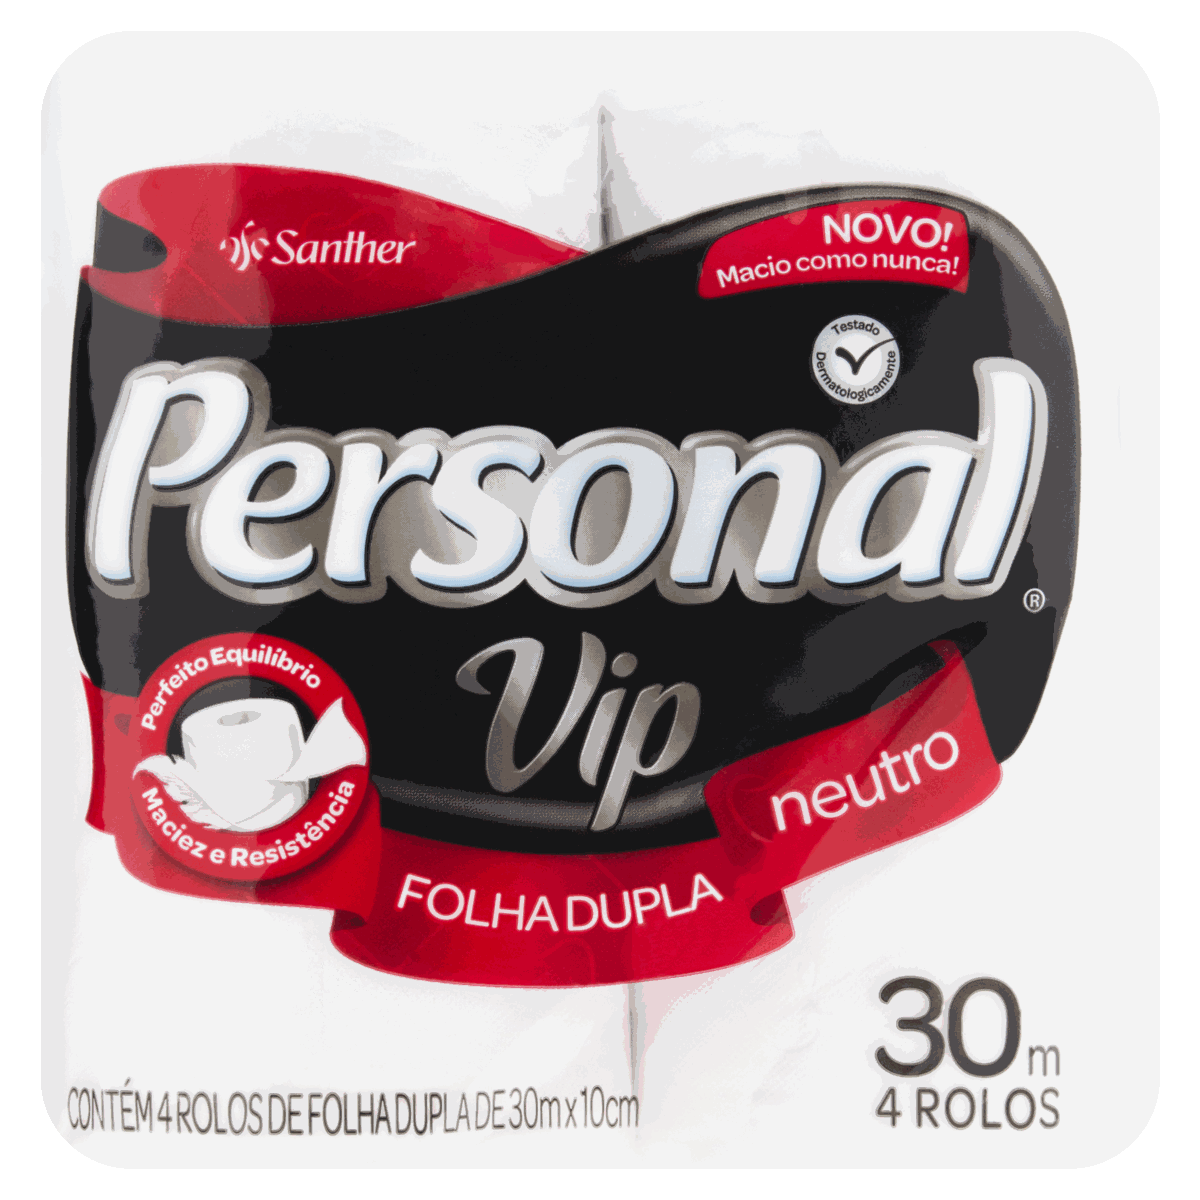 Santher
NOVO!
Macio como nunca!
Testado
Dermatologicamente
Personal
®
Vip
Perfeito Equilíbrio
Maciez e Resistência
neutro
FOLHA DUPLA
30m
4 ROLOS
CONTÉM 4 ROLOS DE FOLHA DUPLA DE 30m x 10cm